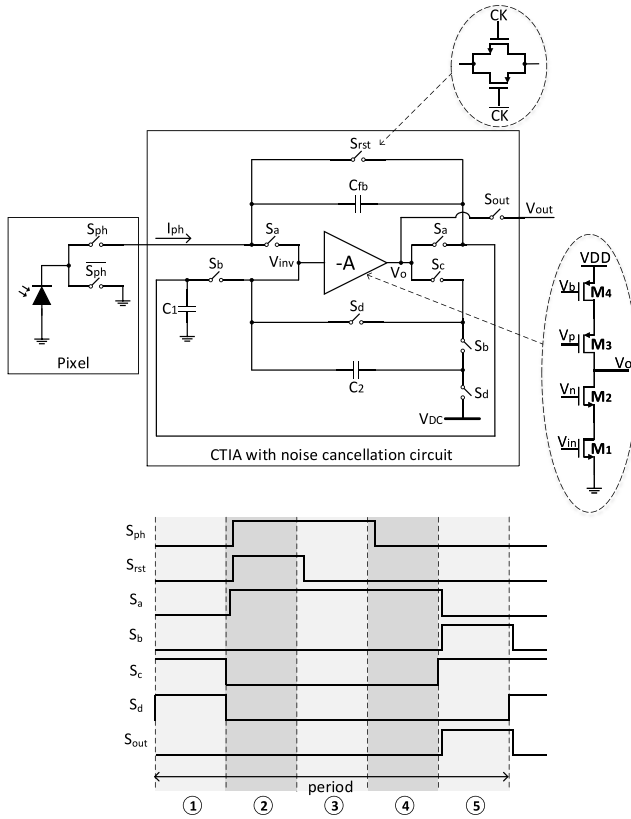 CK
CK
Srst
Cfb
Sout
Vout
Sph
Iph
Sa
Sa
Sph
Sb
Vinv
-A
Vo
Sc
C1
Sd
Sb
C2
Sd
VDC
Pixel
CTIA with noise cancellation circuit
VDD
Vb
M4
Vp
M3
Vo
Vn
M2
Vin
M1
Sph
Srst
Sa
Sb
Sc
Sd
Sout
period
1 2 3 4 5